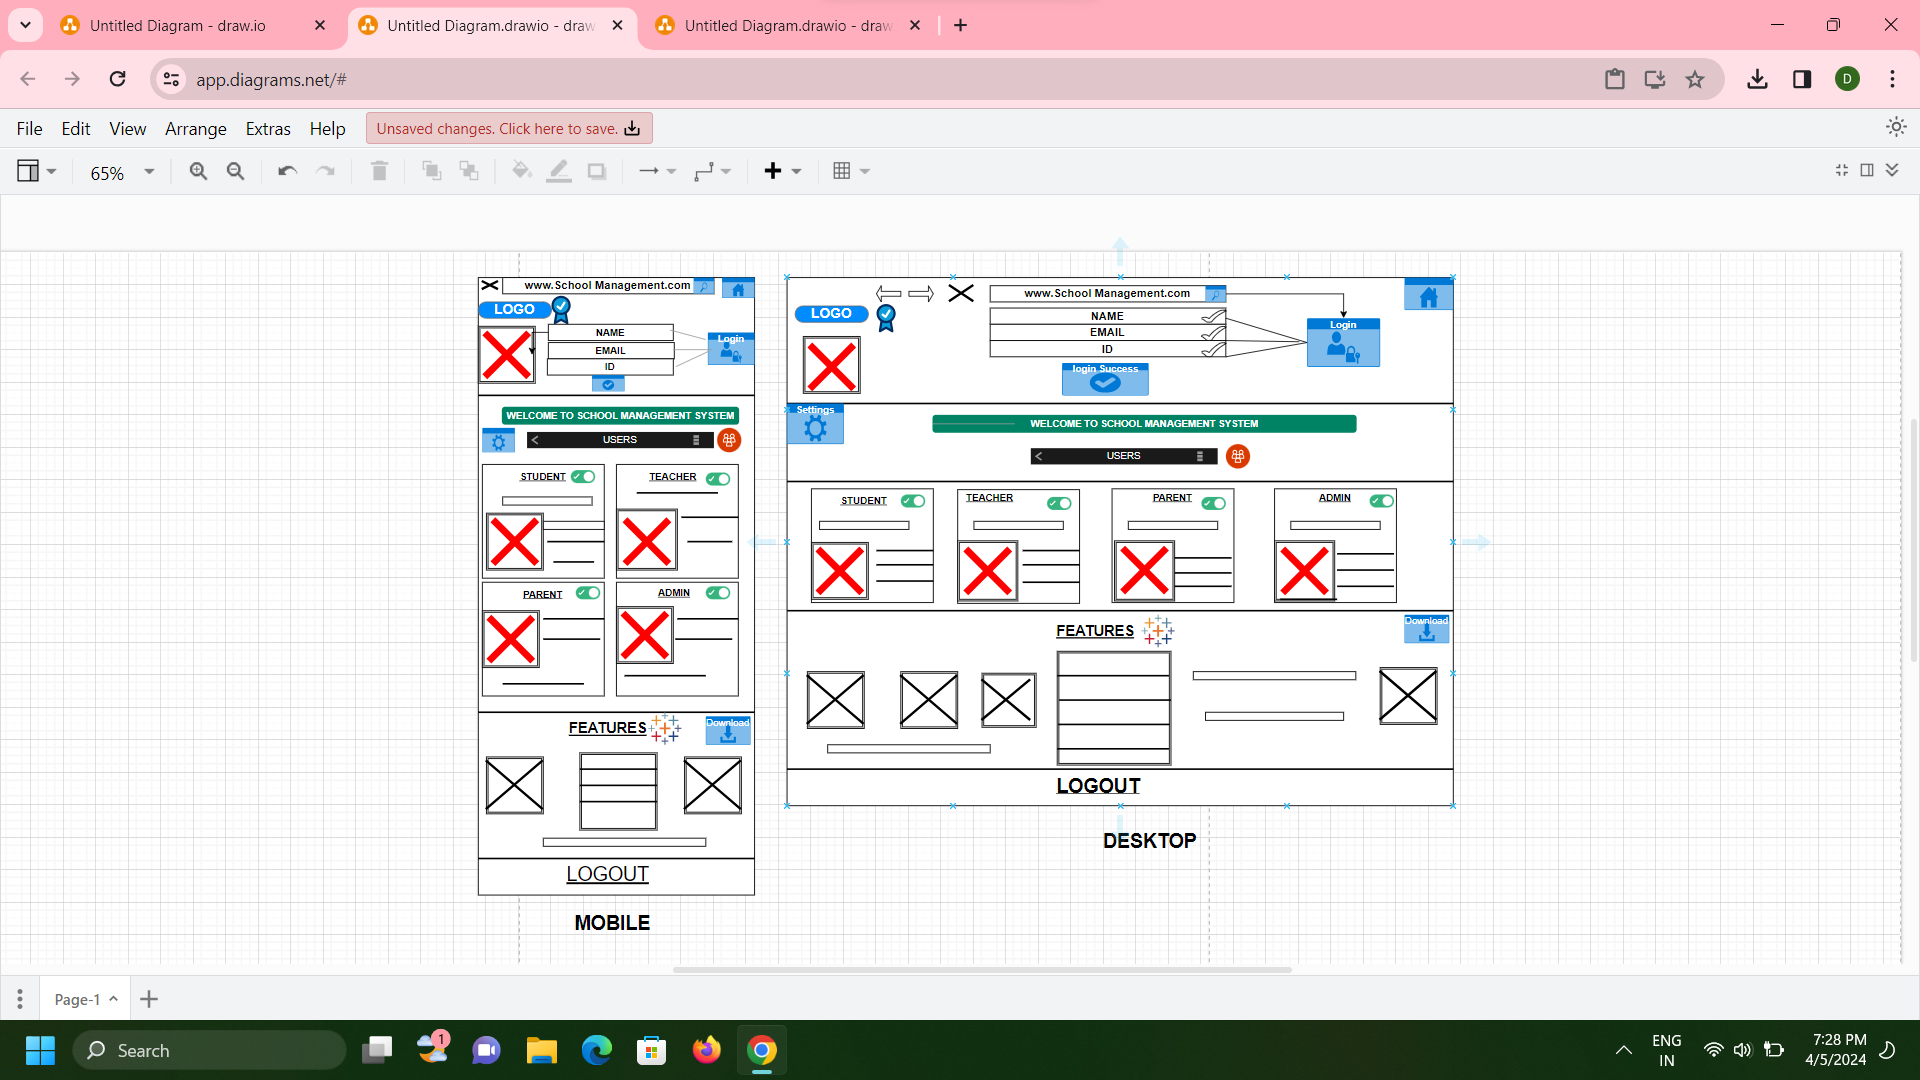 Untitled Diagram - draw.io
Untitled Diagram.drawio - draw
Untitled Diagram.drawio - draw
app.diagrams.net/#
D
File Edit View Arrange Extras Help
Unsaved changes. Click here to save.
65%
www.School Management.com
LOGO
NAME
EMAIL
ID
Login
WELCOME TO SCHOOL MANAGEMENT SYSTEM
USERS
STUDENT
TEACHER
PARENT
ADMIN
FEATURES
Download
LOGOUT
MOBILE
www.School Management.com
LOGO
NAME
EMAIL
ID
Login
login Success
Settings
WELCOME TO SCHOOL MANAGEMENT SYSTEM
USERS
STUDENT
TEACHER
PARENT
ADMIN
FEATURES
Download
LOGOUT
DESKTOP
Page-1
Search
1
ENG
IN
7:28 PM
4/5/2024